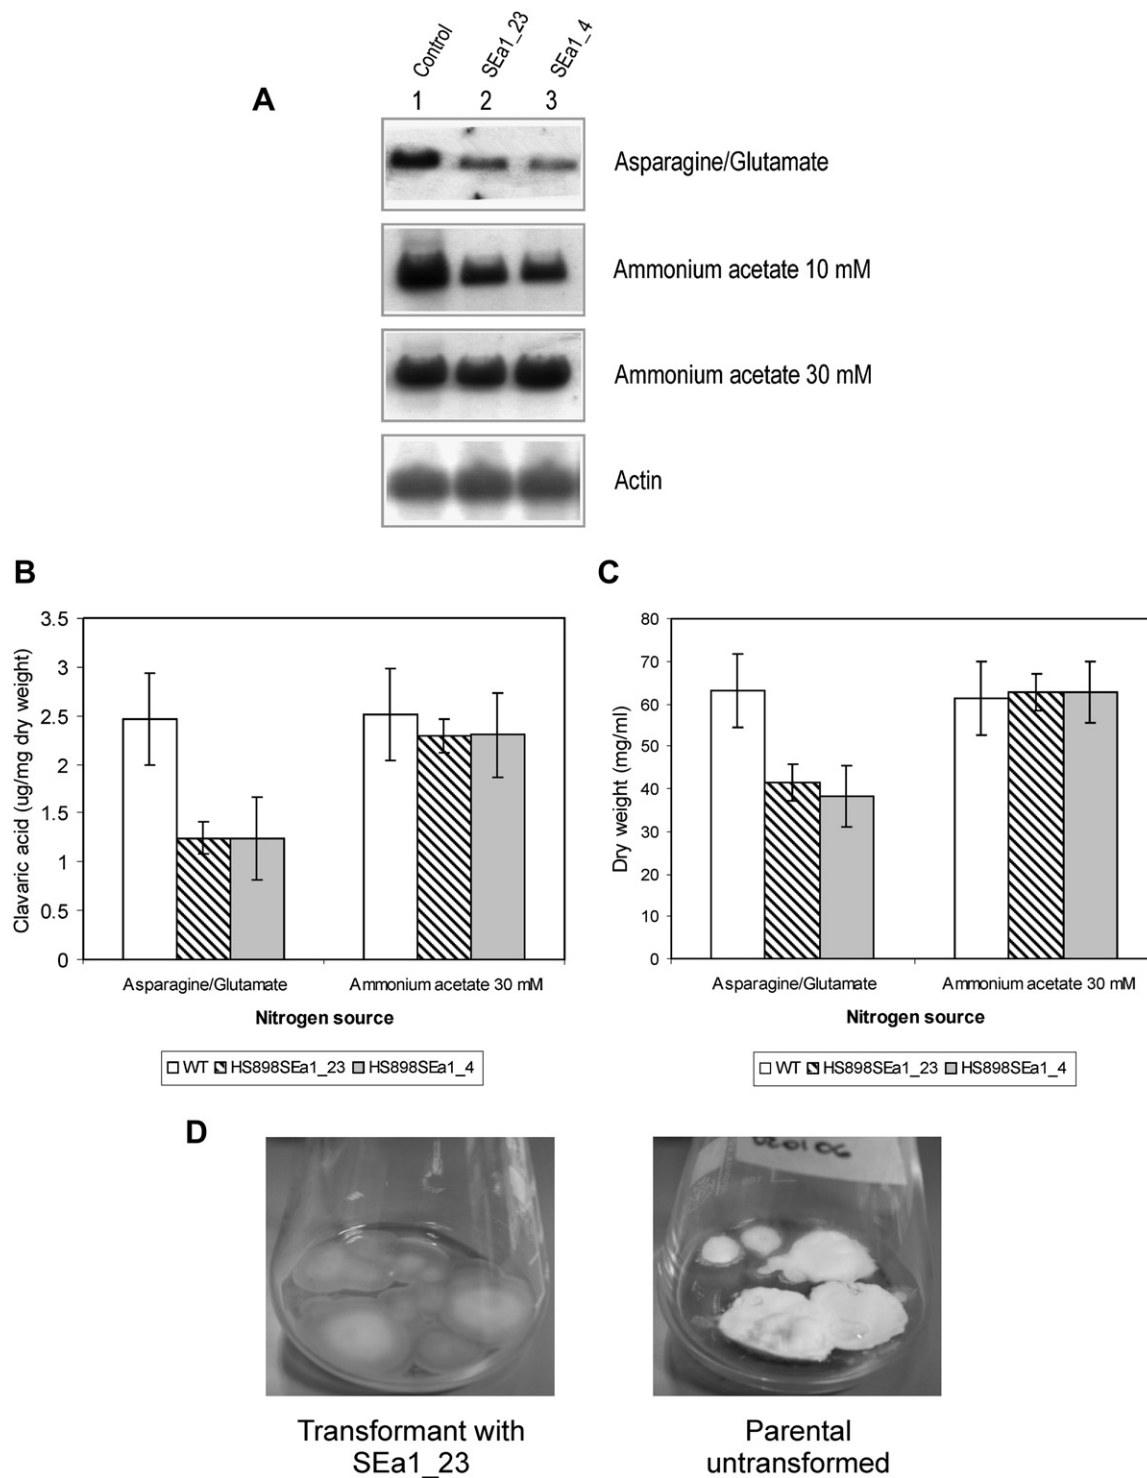 Control
SEa1_23
SEa1_4
A
1 2 3
Asparagine/Glutamate
Ammonium acetate 10 mM
Ammonium acetate 30 mM
Actin
B
Clavaric acid (ug/mg dry weight)
3.5
3
2.5
2
1.5
1
0.5
0
Asparagine/Glutamate
Ammonium acetate 30 mM
Nitrogen source
WT HS898SEa1_23 HS898SEa1_4
C
Dry weight (mg/ml)
80
70
60
50
40
30
20
10
0
Asparagine/Glutamate
Ammonium acetate 30 mM
Nitrogen source
WT HS898SEa1_23 HS898SEa1_4
D
Transformant with
SEa1_23
Parental
untransformed